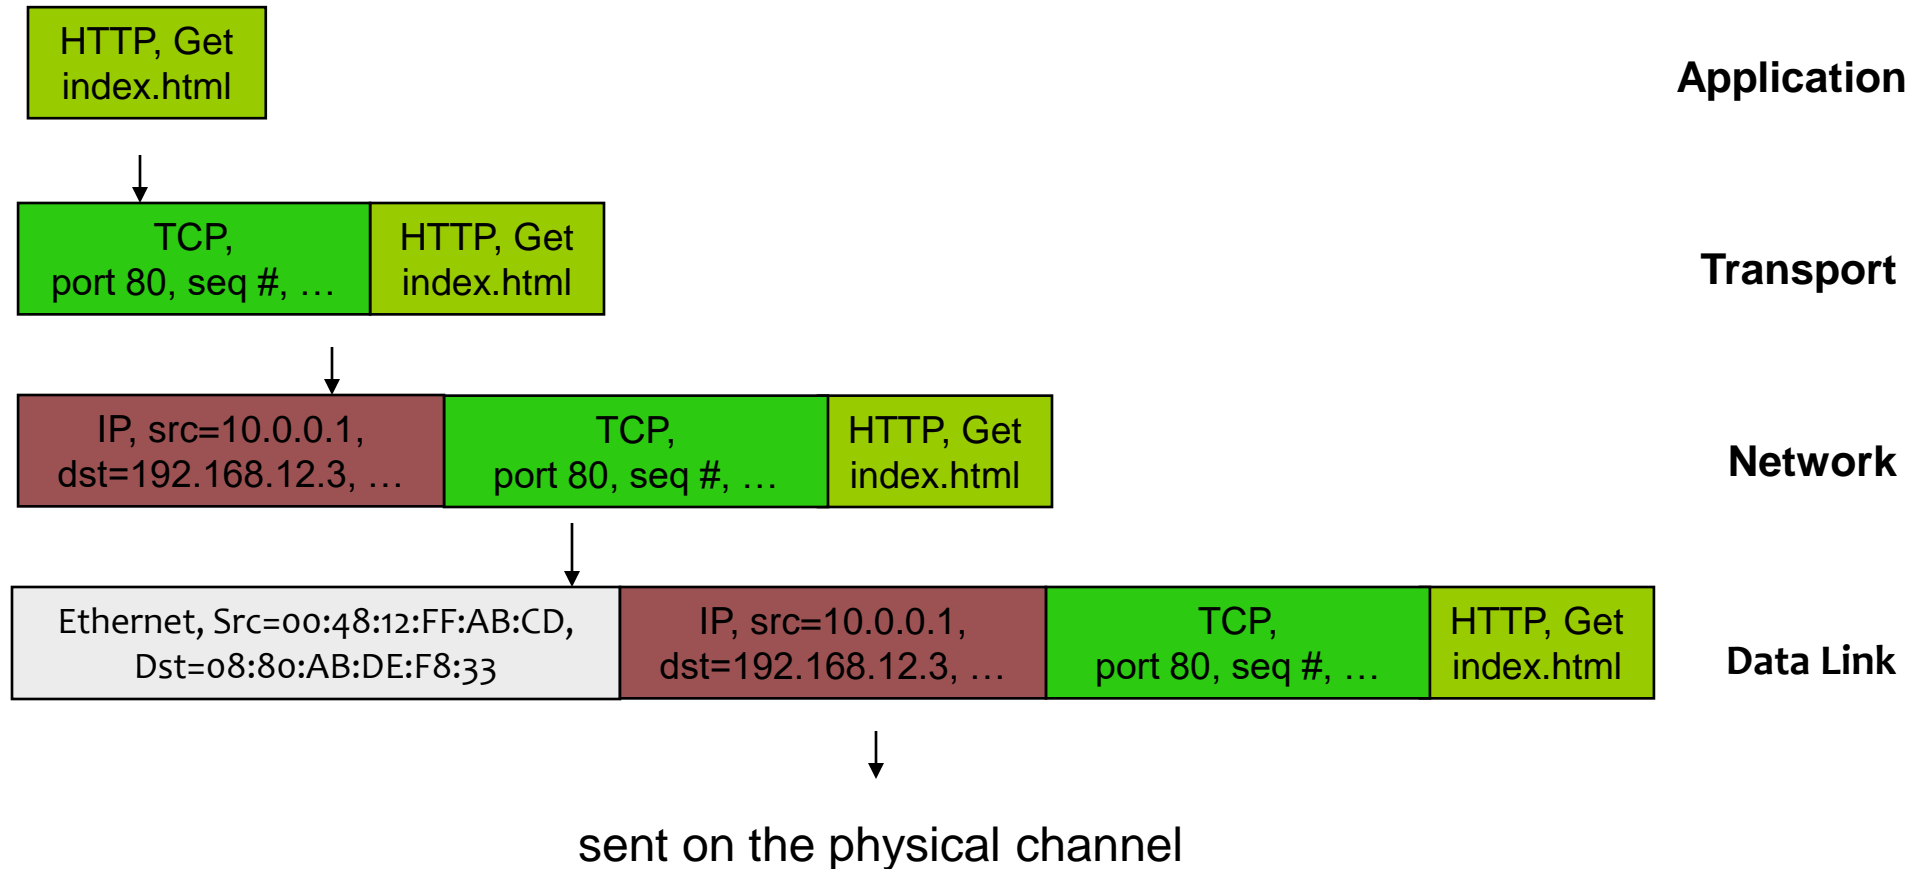 HTTP, Get
index.html
Application
TCP,
port 80, seq #, …
HTTP, Get
index.html
Transport
IP, src=10.0.0.1,
dst=192.168.12.3, …
TCP,
port 80, seq #, …
HTTP, Get
index.html
Network
Ethernet, Src=00:48:12:FF:AB:CD,
Dst=08:80:AB:DE:F8:33
IP, src=10.0.0.1,
dst=192.168.12.3, …
TCP,
port 80, seq #, …
HTTP, Get
index.html
Data Link
sent on the physical channel